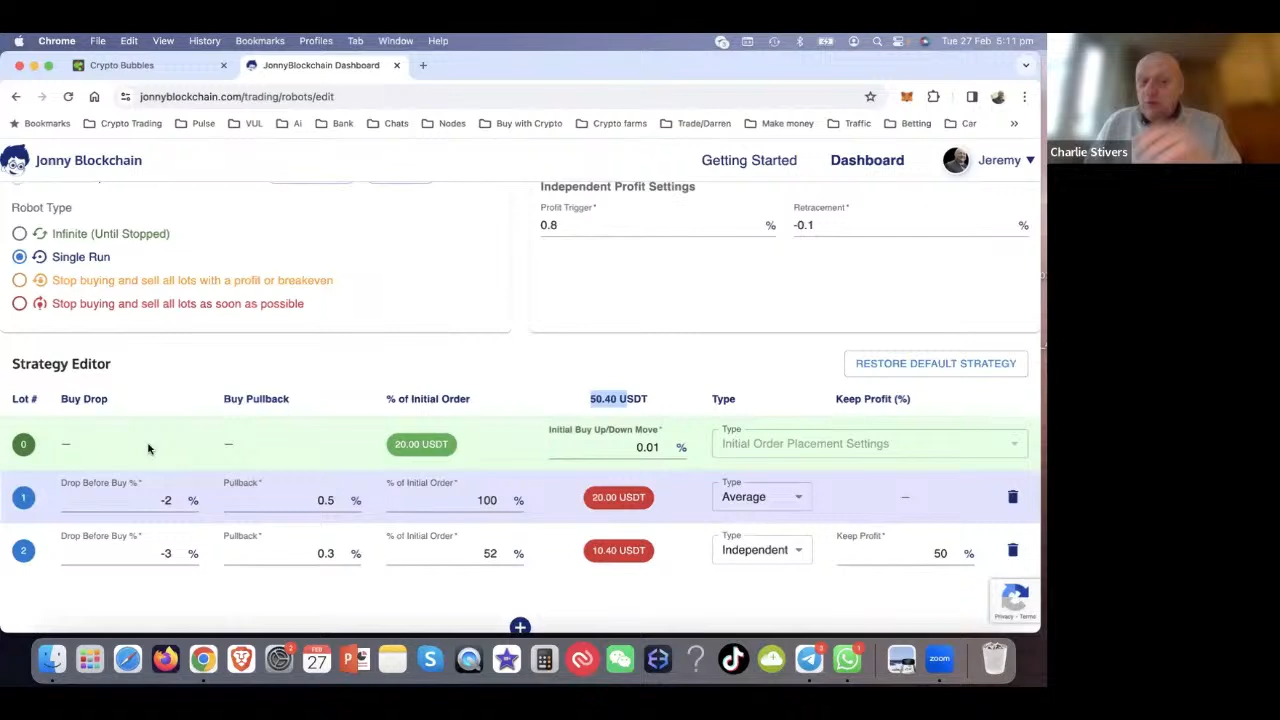 Chrome File Edit View History Bookmarks Profiles Tab Window Help Tue 27 Feb 5:11 pm
Crypto Bubbles JonnyBlockchain Dashboard
jonnyblockchain.com/trading/robots/edit
Bookmarks Crypto Trading Pulse VUL Ai Bank Chats Nodes Buy with Crypto Crypto farms Trade/Darren Make money Traffic Betting Car »
Charlie Stivers
Jonny Blockchain Getting Started Dashboard Jeremy
Independent Profit Settings
Robot Type
Profit Trigger* Retracement*
0.8 % -0.1 %
Infinite (Until Stopped)
Single Run
Stop buying and sell all lots with a profit or breakeven
Stop buying and sell all lots as soon as possible
Strategy Editor RESTORE DEFAULT STRATEGY
Lot # Buy Drop Buy Pullback % of Initial Order 50.40 USDT Type Keep Profit (%)
Initial Buy Up/Down Move* Type
0 — — 20.00 USDT 0.01 % Initial Order Placement Settings
Drop Before Buy %* Pullback* % of Initial Order* Type
1 -2 % 0.5 % 100 % 20.00 USDT Average —
Drop Before Buy %* Pullback* % of Initial Order* Type Keep Profit*
2 -3 % 0.3 % 52 % 10.40 USDT Independent 50 %
Privacy - Terms
FEB
27
zoom